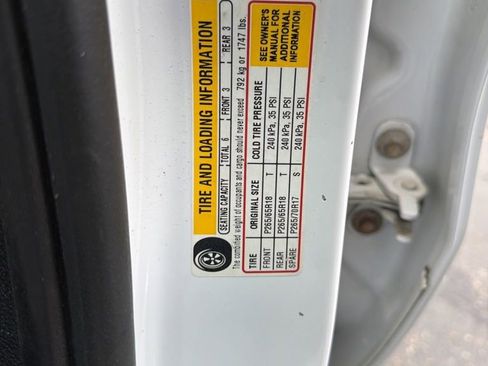 TIRE AND LOADING INFORMATION
SEATING CAPACITY TOTAL 6 FRONT 3 REAR 3
The combined weight of occupants and cargo should never exceed 792 kg or 1747 lbs.
TIRE ORIGINAL SIZE COLD TIRE PRESSURE
FRONT P265/65R18 T 240 kPa, 35 PSI
REAR P265/65R18 T 240 kPa, 35 PSI
SPARE P265/70R17 S 240 kPa, 35 PSI
SEE OWNER'S
MANUAL FOR
ADDITIONAL
INFORMATION